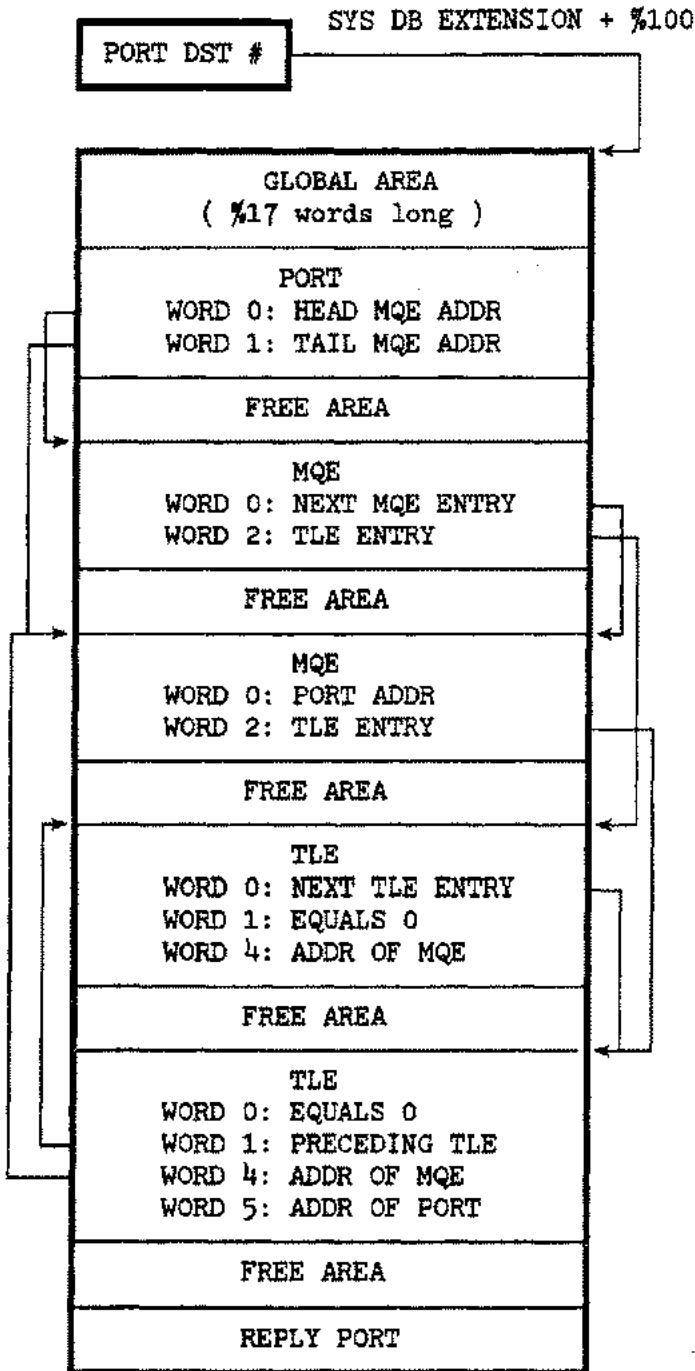 SYS DB EXTENSION + %100
PORT DST #
GLOBAL AREA
( %17 words long )
PORT
WORD 0: HEAD MQE ADDR
WORD 1: TAIL MQE ADDR
FREE AREA
MQE
WORD 0: NEXT MQE ENTRY
WORD 2: TLE ENTRY
FREE AREA
MQE
WORD 0: PORT ADDR
WORD 2: TLE ENTRY
FREE AREA
TLE
WORD 0: NEXT TLE ENTRY
WORD 1: EQUALS 0
WORD 4: ADDR OF MQE
FREE AREA
TLE
WORD 0: EQUALS 0
WORD 1: PRECEDING TLE
WORD 4: ADDR OF MQE
WORD 5: ADDR OF PORT
FREE AREA
REPLY PORT